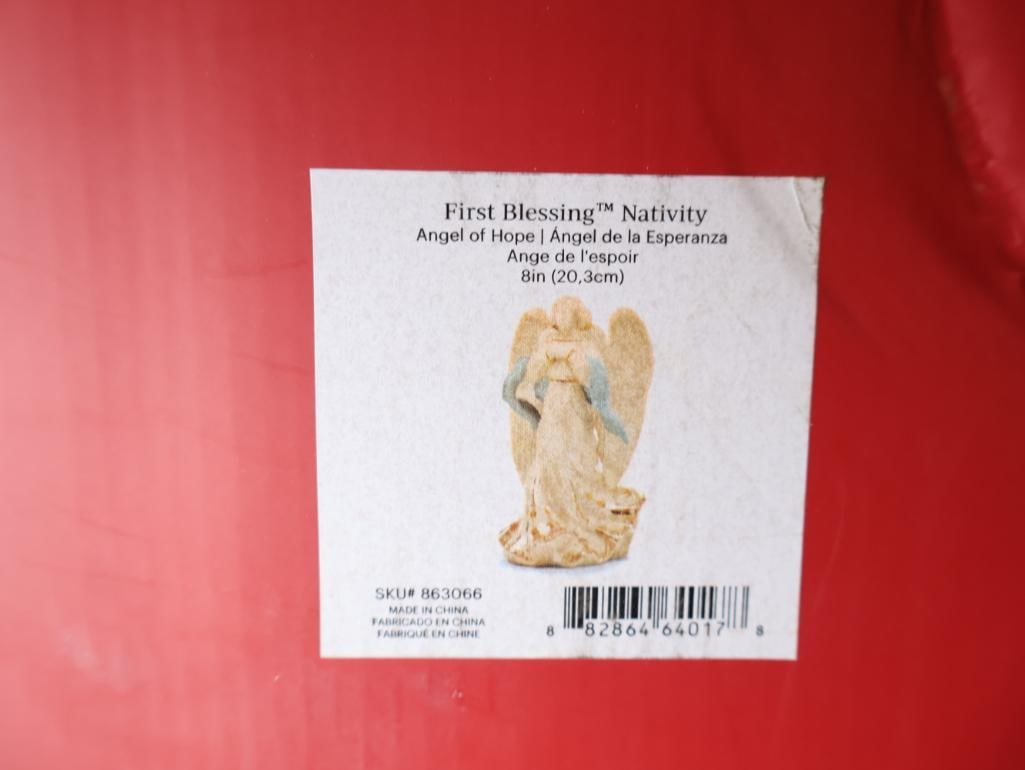 First Blessing™ Nativity
Angel of Hope | Ángel de la Esperanza
Ange de l'espoir
8in (20,3cm)
SKU# 863066
MADE IN CHINA
FABRICADO EN CHINA
FABRIQUÉ EN CHINE
8 82864 64017 8